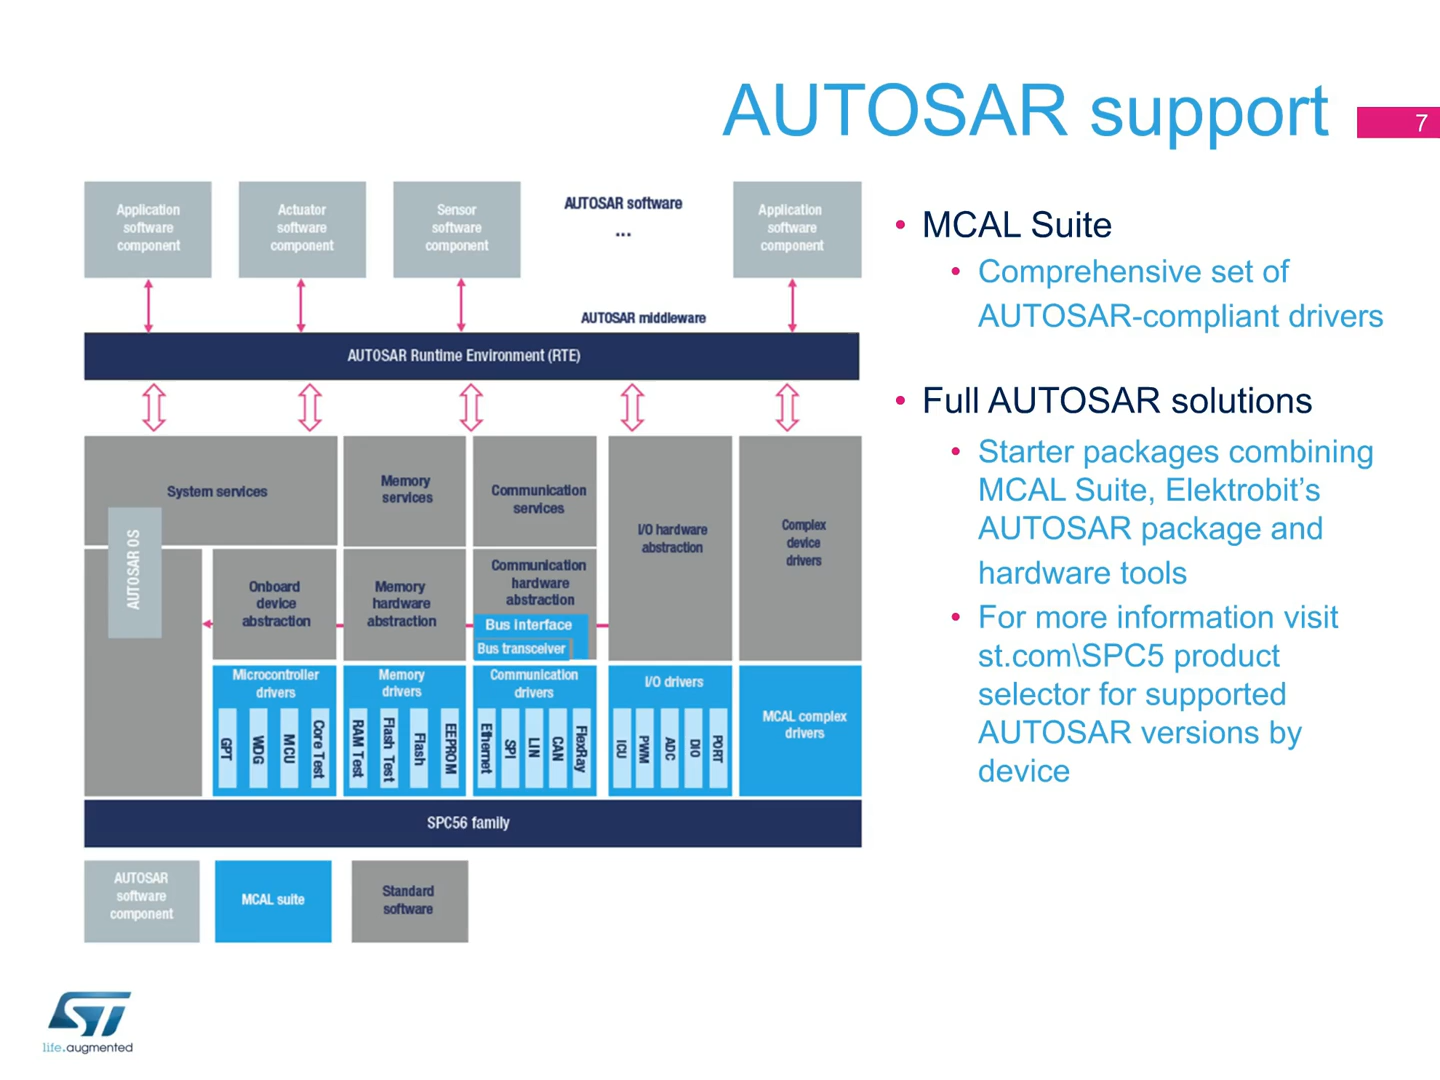 AUTOSAR support
7
Application
software
component
Actuator
software
component
Sensor
software
component
AUTOSAR software
...
Application
software
component
AUTOSAR middleware
AUTOSAR Runtime Environment (RTE)
System services
Memory
services
Communication
services
I/O hardware
abstraction
Complex
device
drivers
AUTOSAR OS
Onboard
device
abstraction
Memory
hardware
abstraction
Communication
hardware
abstraction
Bus interface
Bus transceiver
Microcontroller
drivers
GPT
WDG
MCU
Core Test
Memory
drivers
RAM Test
Flash Test
Flash
EEPROM
Communication
drivers
Ethernet
SPI
LIN
CAN
FlexRay
I/O drivers
ICU
PWM
ADC
DIO
PORT
MCAL complex
drivers
SPC56 family
AUTOSAR
software
component
MCAL suite
Standard
software
• MCAL Suite
• Comprehensive set of
AUTOSAR-compliant drivers
• Full AUTOSAR solutions
• Starter packages combining
MCAL Suite, Elektrobit’s
AUTOSAR package and
hardware tools
• For more information visit
st.com\SPC5 product
selector for supported
AUTOSAR versions by
device
ST
life.augmented